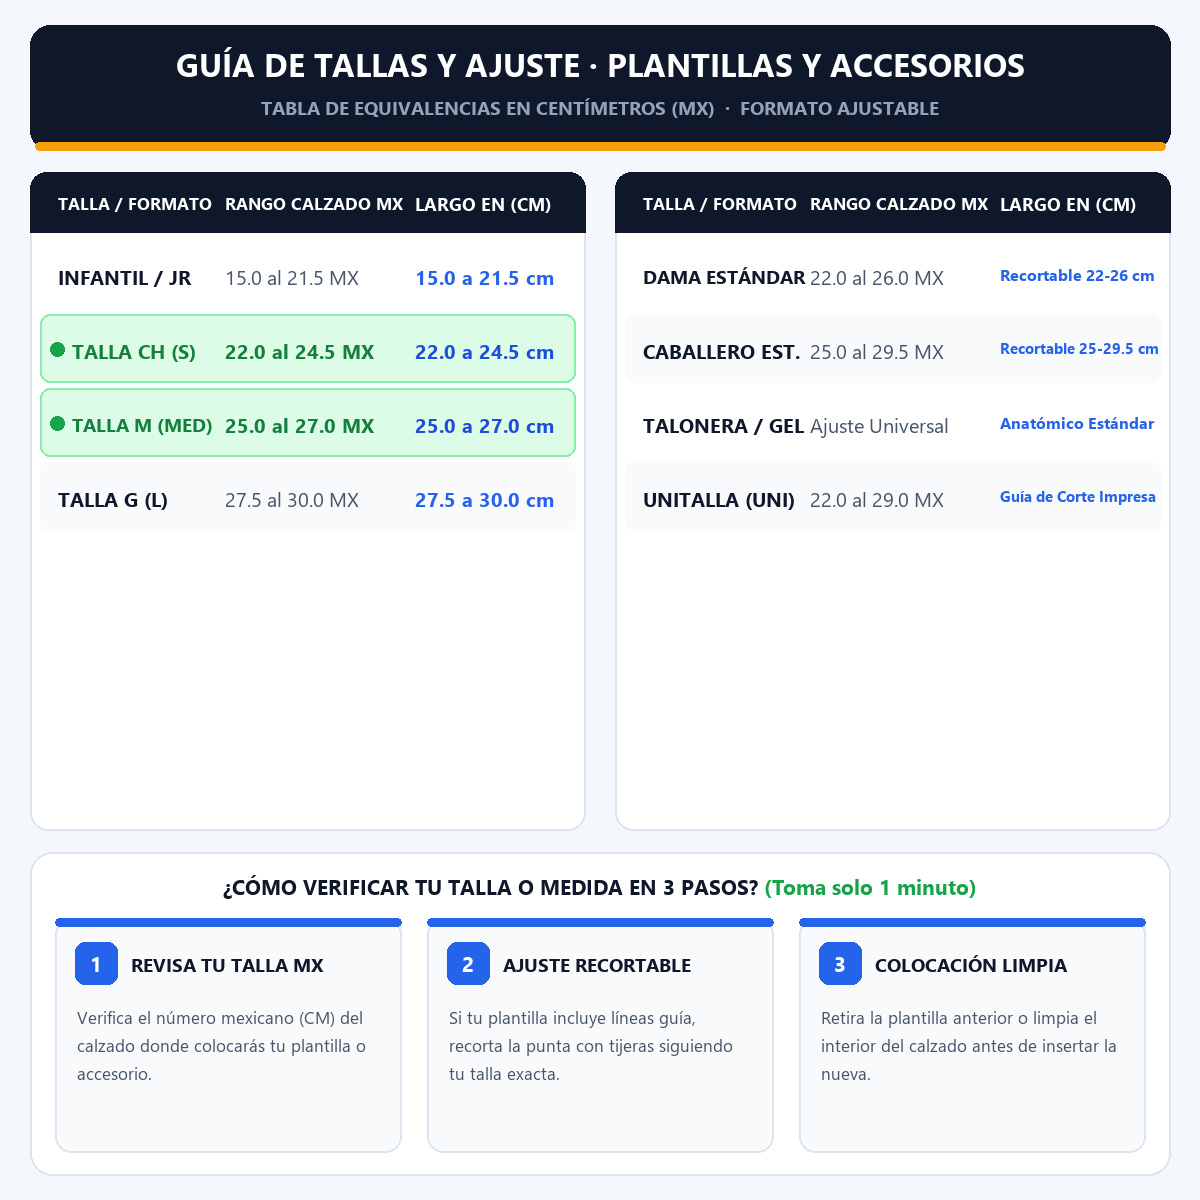 GUÍA DE TALLAS Y AJUSTE · PLANTILLAS Y ACCESORIOS
TABLA DE EQUIVALENCIAS EN CENTÍMETROS (MX) · FORMATO AJUSTABLE
TALLA / FORMATO RANGO CALZADO MX LARGO EN (CM)
INFANTIL / JR 15.0 al 21.5 MX 15.0 a 21.5 cm
TALLA CH (S) 22.0 al 24.5 MX 22.0 a 24.5 cm
TALLA M (MED) 25.0 al 27.0 MX 25.0 a 27.0 cm
TALLA G (L) 27.5 al 30.0 MX 27.5 a 30.0 cm
TALLA / FORMATO RANGO CALZADO MX LARGO EN (CM)
DAMA ESTÁNDAR 22.0 al 26.0 MX Recortable 22-26 cm
CABALLERO EST. 25.0 al 29.5 MX Recortable 25-29.5 cm
TALONERA / GEL Ajuste Universal Anatómico Estándar
UNITALLA (UNI) 22.0 al 29.0 MX Guía de Corte Impresa
¿CÓMO VERIFICAR TU TALLA O MEDIDA EN 3 PASOS? (Toma solo 1 minuto)
1 REVISA TU TALLA MX
Verifica el número mexicano (CM) del
calzado donde colocarás tu plantilla o
accesorio.
2 AJUSTE RECORTABLE
Si tu plantilla incluye líneas guía,
recorta la punta con tijeras siguiendo
tu talla exacta.
3 COLOCACIÓN LIMPIA
Retira la plantilla anterior o limpia el
interior del calzado antes de insertar la
nueva.